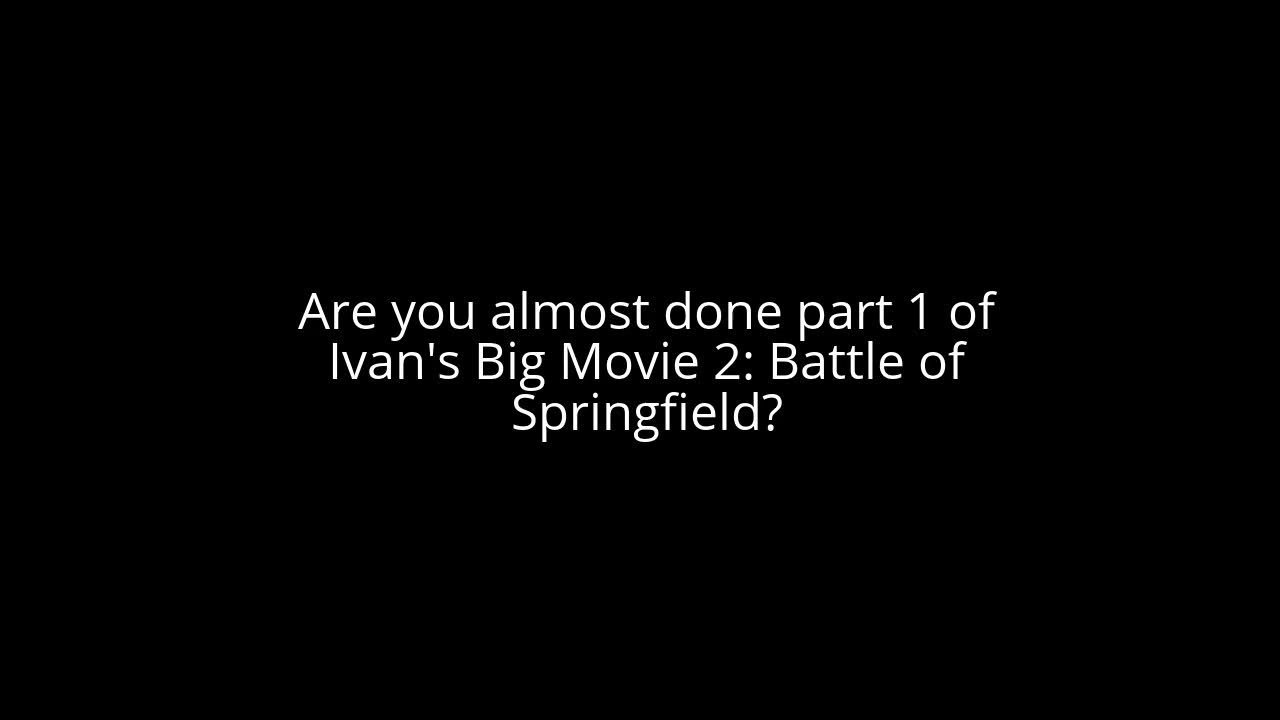 Are you almost done part 1 of
Ivan's Big Movie 2: Battle of
Springfield?